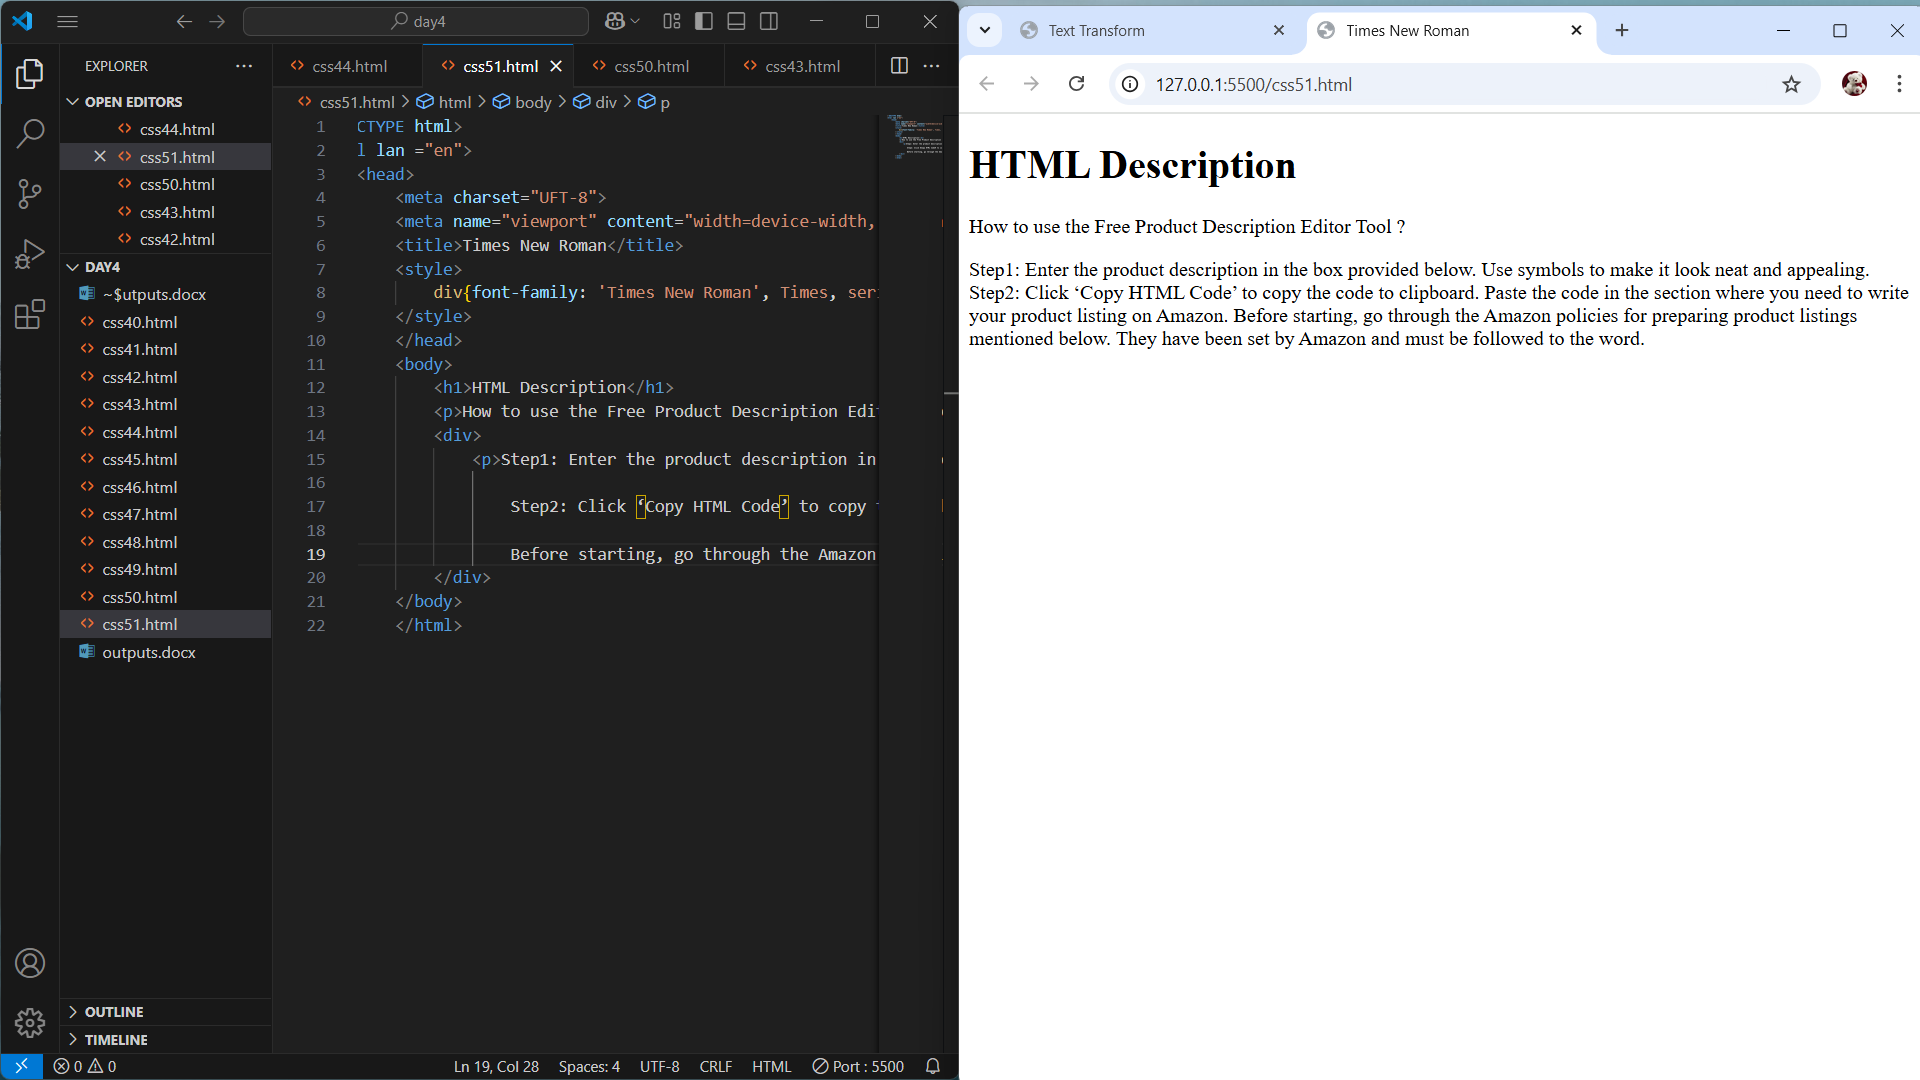 day4
EXPLORER
OPEN EDITORS
css44.html
css51.html
css50.html
css43.html
css42.html
DAY4
~$utputs.docx
css40.html
css41.html
css42.html
css43.html
css44.html
css45.html
css46.html
css47.html
css48.html
css49.html
css50.html
css51.html
outputs.docx
OUTLINE
TIMELINE
css44.html
css51.html
css50.html
css43.html
css51.html > html > body > div > p
1 CTYPE html>
2 l lan ="en">
3 <head>
4 <meta charset="UFT-8">
5 <meta name="viewport" content="width=device-width,
6 <title>Times New Roman</title>
7 <style>
8 div{font-family: 'Times New Roman', Times, ser
9 </style>
10 </head>
11 <body>
12 <h1>HTML Description</h1>
13 <p>How to use the Free Product Description Edi
14 <div>
15 <p>Step1: Enter the product description in
16
17 Step2: Click ‘Copy HTML Code’ to copy
18
19 Before starting, go through the Amazon
20 </div>
21 </body>
22 </html>
0 0
Ln 19, Col 28
Spaces: 4
UTF-8
CRLF
HTML
Port : 5500
Text Transform
Times New Roman
127.0.0.1:5500/css51.html
HTML Description
How to use the Free Product Description Editor Tool ?
Step1: Enter the product description in the box provided below. Use symbols to make it look neat and appealing.
Step2: Click ‘Copy HTML Code’ to copy the code to clipboard. Paste the code in the section where you need to write
your product listing on Amazon. Before starting, go through the Amazon policies for preparing product listings
mentioned below. They have been set by Amazon and must be followed to the word.